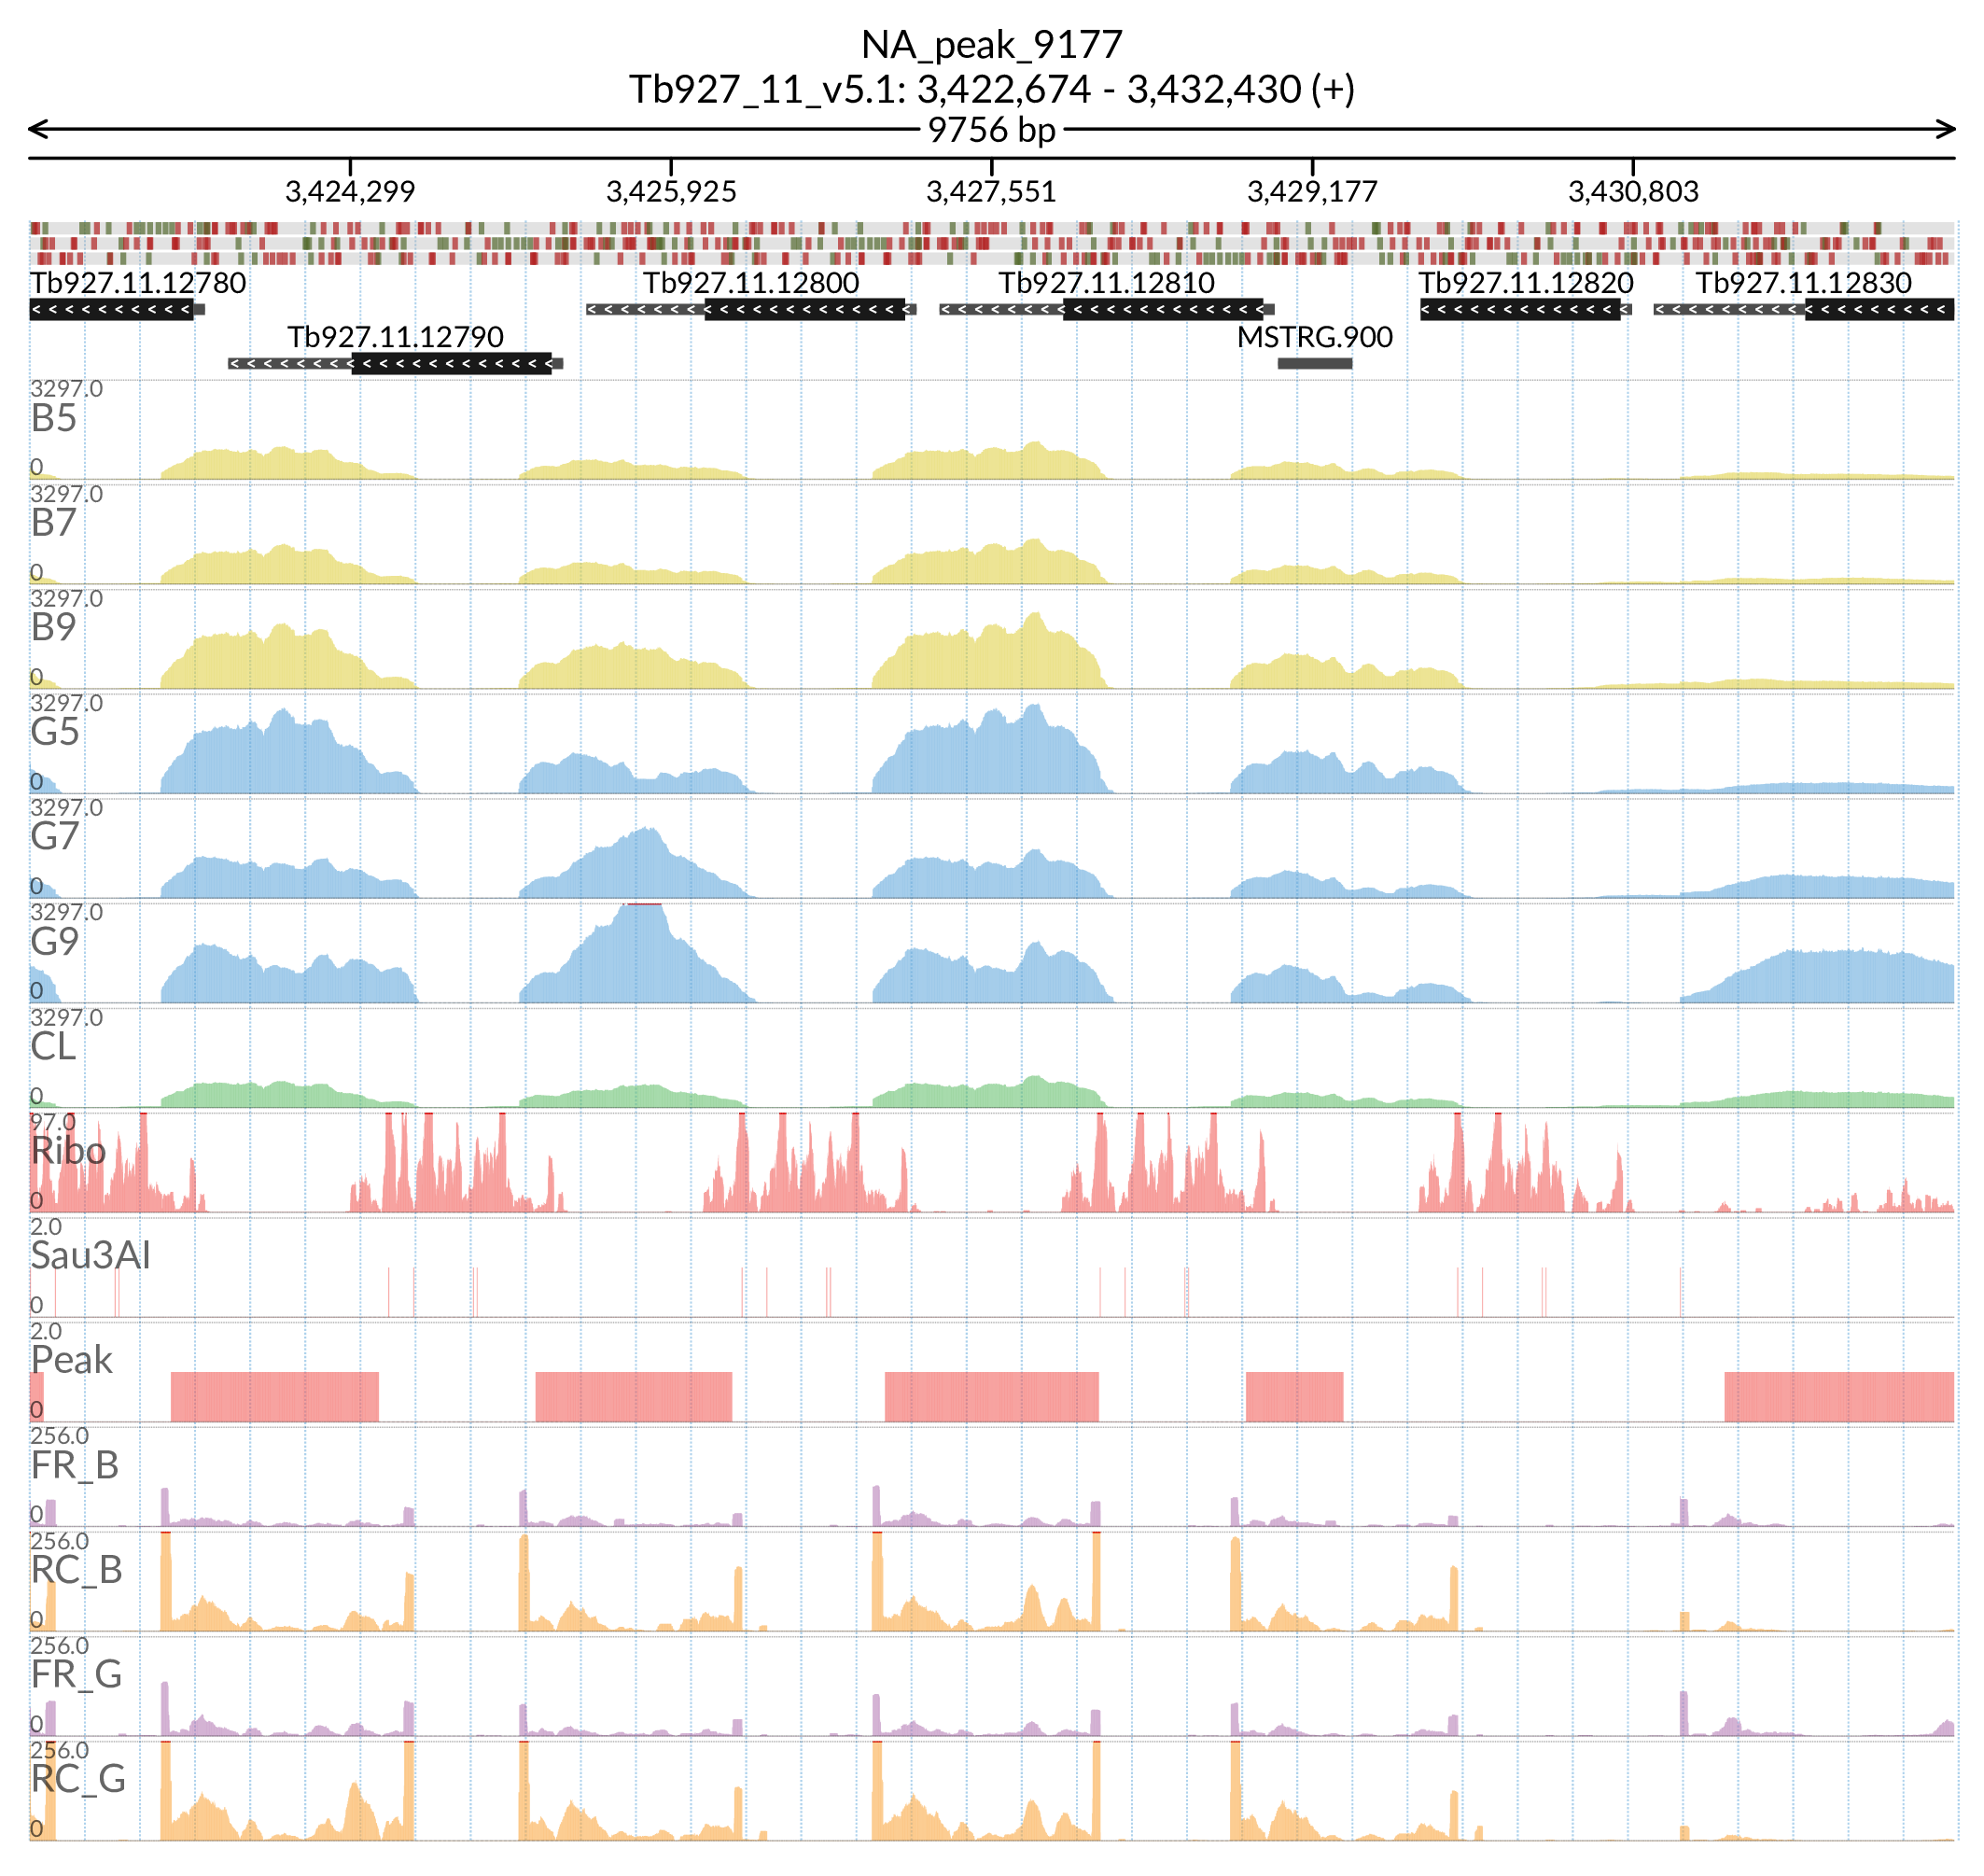 NA_peak_9177
Tb927_11_v5.1: 3,422,674 - 3,432,430 (+)
9756 bp
3,424,299 3,425,925 3,427,551 3,429,177 3,430,803
Tb927.11.12780 Tb927.11.12800 Tb927.11.12810 Tb927.11.12820 Tb927.11.12830
Tb927.11.12790 MSTRG.900
3297.0
B5
0
3297.0
B7
0
3297.0
B9
0
3297.0
G5
0
3297.0
G7
0
3297.0
G9
0
3297.0
CL
0
97.0
Ribo
0
2.0
Sau3AI
0
2.0
Peak
0
256.0
FR_B
0
256.0
RC_B
0
256.0
FR_G
0
256.0
RC_G
0